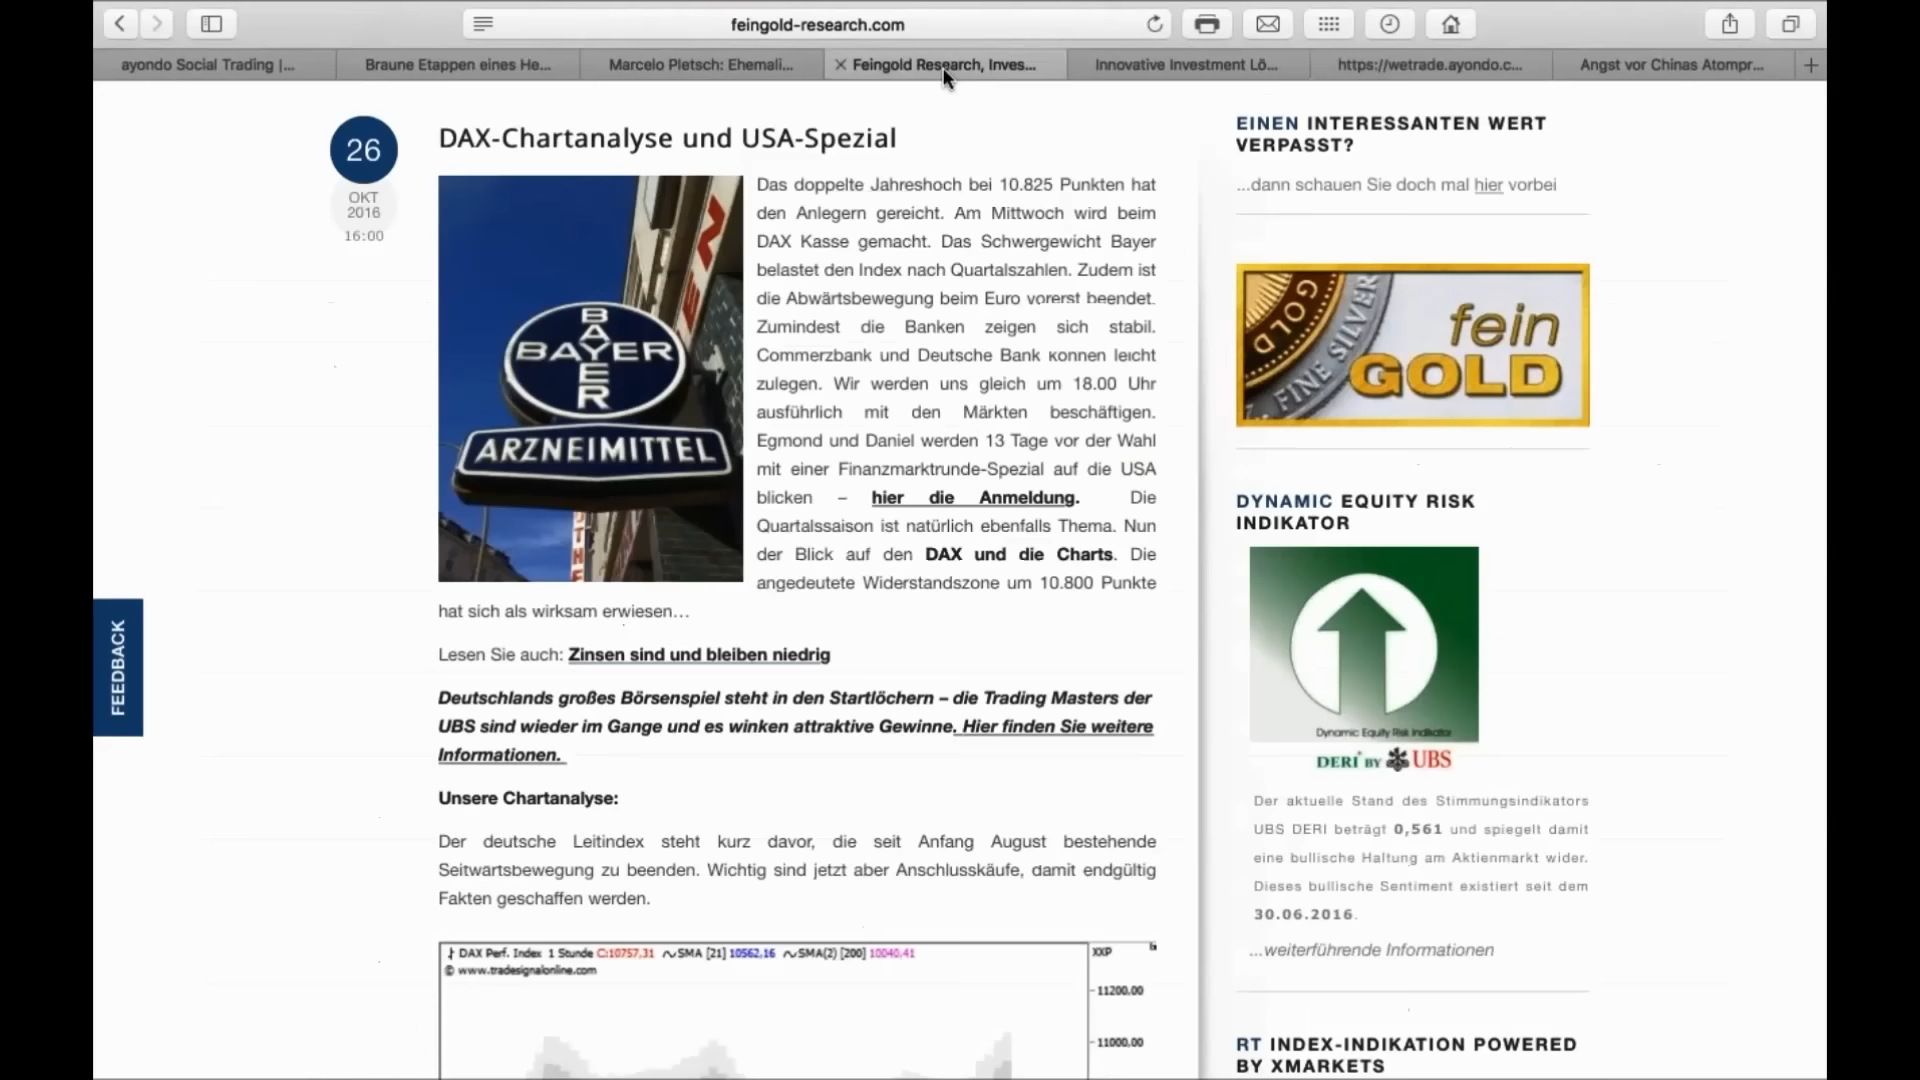 feingold-research.com
ayondo Social Trading |...
Braune Etappen eines He...
Marcelo Pletsch: Ehemali...
Feingold Research, Inves...
Innovative Investment Lö...
https://wetrade.ayondo.c...
Angst vor Chinas Atompr...
26
OKT
2016
16:00
DAX-Chartanalyse und USA-Spezial
BAYER
BAYER
ARZNEIMITTEL
Das doppelte Jahreshoch bei 10.825 Punkten hat
den Anlegern gereicht. Am Mittwoch wird beim
DAX Kasse gemacht. Das Schwergewicht Bayer
belastet den Index nach Quartalszahlen. Zudem ist
die Abwärtsbewegung beim Euro vorerst beendet.
Zumindest die Banken zeigen sich stabil.
Commerzbank und Deutsche Bank können leicht
zulegen. Wir werden uns gleich um 18.00 Uhr
ausführlich mit den Märkten beschäftigen.
Egmond und Daniel werden 13 Tage vor der Wahl
mit einer Finanzmarktrunde-Spezial auf die USA
blicken – hier die Anmeldung. Die
Quartalssaison ist natürlich ebenfalls Thema. Nun
der Blick auf den DAX und die Charts. Die
angedeutete Widerstandszone um 10.800 Punkte
hat sich als wirksam erwiesen...
Lesen Sie auch: Zinsen sind und bleiben niedrig
Deutschlands großes Börsenspiel steht in den Startlöchern – die Trading Masters der
UBS sind wieder im Gange und es winken attraktive Gewinne. Hier finden Sie weitere
Informationen.
Unsere Chartanalyse:
Der deutsche Leitindex steht kurz davor, die seit Anfang August bestehende
Seitwärtsbewegung zu beenden. Wichtig sind jetzt aber Anschlusskäufe, damit endgültig
Fakten geschaffen werden.
DAX Perf. Index 1 Stunde C:10757,31 SMA [21] 10562,16 SMA(2) [200] 10040,41
© www.tradesignalonline.com
XXP
11200.00
11000.00
FEEDBACK
EINEN INTERESSANTEN WERT
VERPASST?
...dann schauen Sie doch mal hier vorbei
GOLD
FINE SILVER
fein
GOLD
DYNAMIC EQUITY RISK
INDIKATOR
Dynamic Equity Risk Indikator
DERI BY UBS
Der aktuelle Stand des Stimmungsindikators
UBS DERI beträgt 0,561 und spiegelt damit
eine bullische Haltung am Aktienmarkt wider.
Dieses bullische Sentiment existiert seit dem
30.06.2016.
...weiterführende Informationen
RT INDEX-INDIKATION POWERED
BY XMARKETS